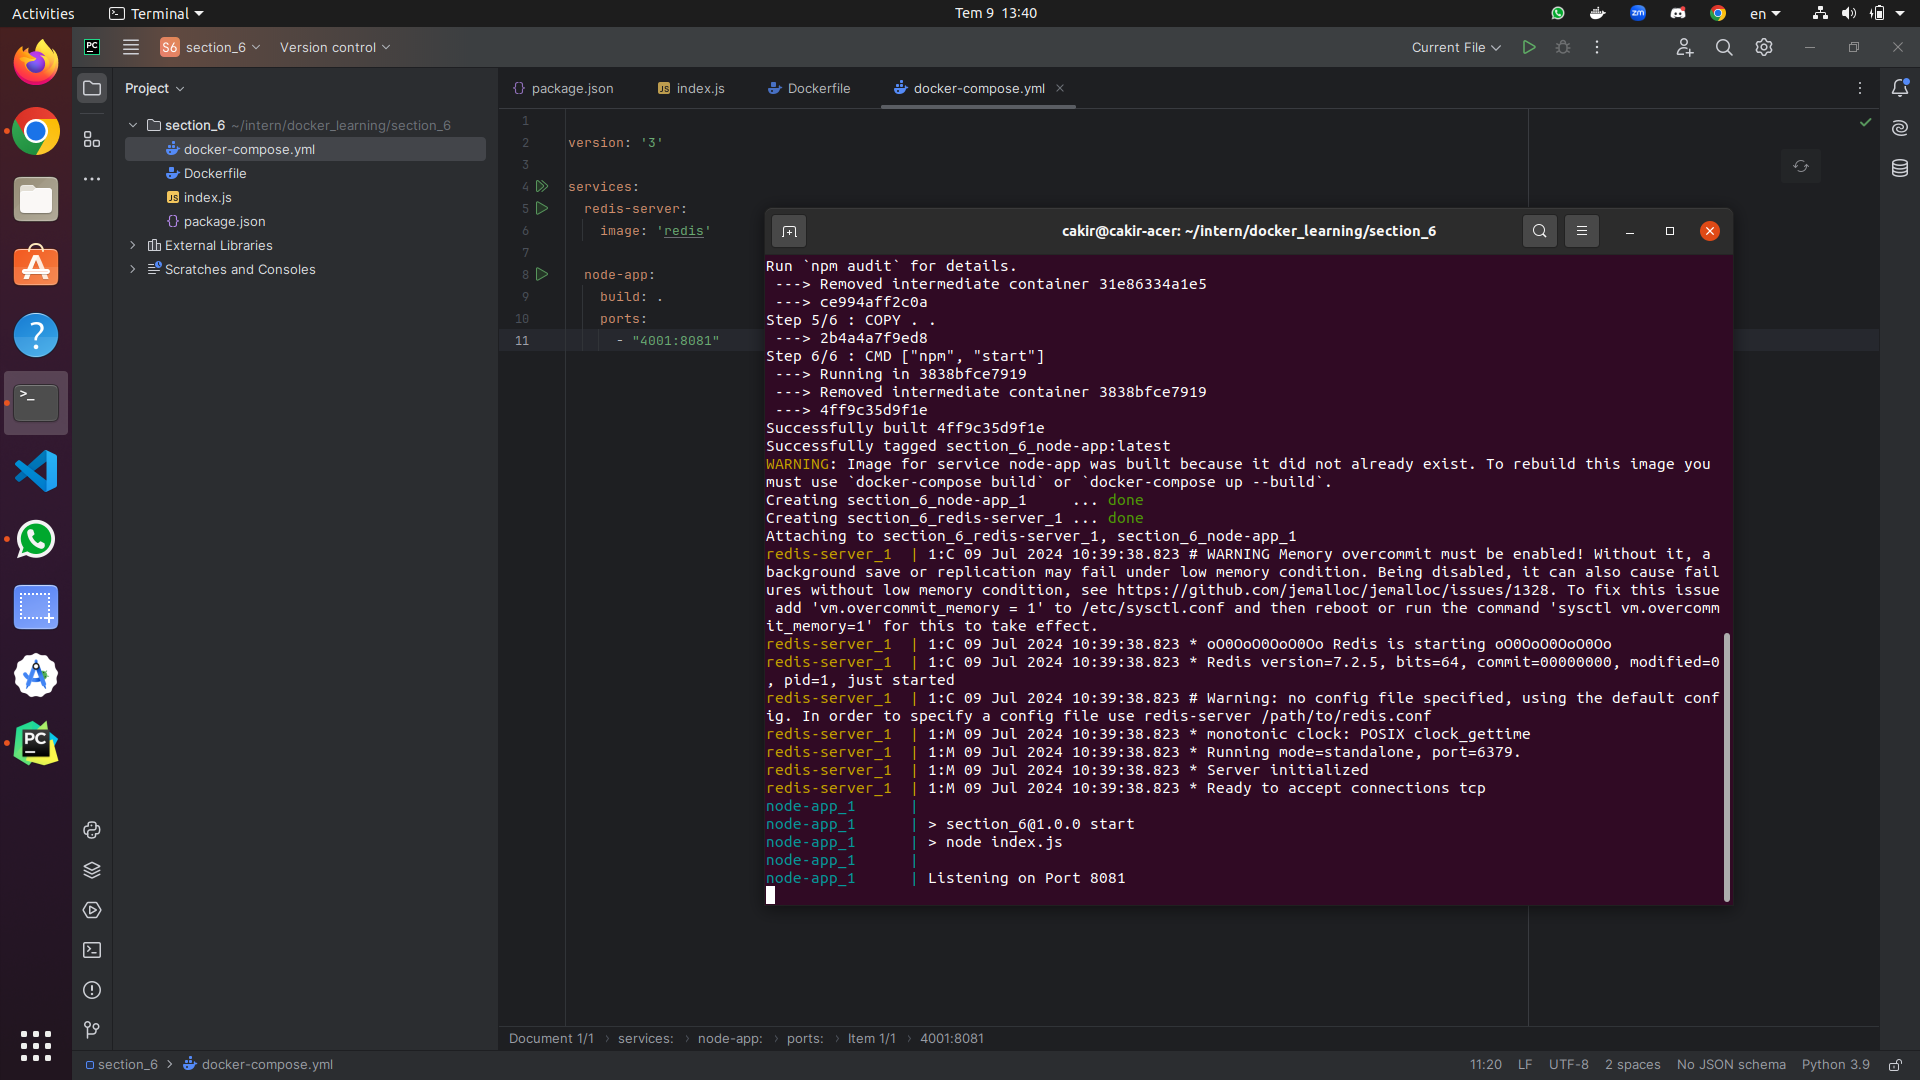 Activities
Terminal
Tem 9 13:40
zm
en
PC
S6
section_6
Version control
Current File
Project
section_6 ~/intern/docker_learning/section_6
docker-compose.yml
Dockerfile
JS index.js
package.json
External Libraries
Scratches and Consoles
package.json
JS index.js
Dockerfile
docker-compose.yml
1
2 version: '3'
3
4 services:
5 redis-server:
6 image: 'redis'
7
8 node-app:
9 build: .
10 ports:
11 - "4001:8081"
cakir@cakir-acer: ~/intern/docker_learning/section_6
Run `npm audit` for details.
---> Removed intermediate container 31e86334a1e5
---> ce994aff2c0a
Step 5/6 : COPY . .
---> 2b4a4a7f9ed8
Step 6/6 : CMD ["npm", "start"]
---> Running in 3838bfce7919
---> Removed intermediate container 3838bfce7919
---> 4ff9c35d9f1e
Successfully built 4ff9c35d9f1e
Successfully tagged section_6_node-app:latest
WARNING: Image for service node-app was built because it did not already exist. To rebuild this image you
must use `docker-compose build` or `docker-compose up --build`.
Creating section_6_node-app_1 ... done
Creating section_6_redis-server_1 ... done
Attaching to section_6_redis-server_1, section_6_node-app_1
redis-server_1 | 1:C 09 Jul 2024 10:39:38.823 # WARNING Memory overcommit must be enabled! Without it, a
background save or replication may fail under low memory condition. Being disabled, it can also cause fail
ures without low memory condition, see https://github.com/jemalloc/jemalloc/issues/1328. To fix this issue
add 'vm.overcommit_memory = 1' to /etc/sysctl.conf and then reboot or run the command 'sysctl vm.overcomm
it_memory=1' for this to take effect.
redis-server_1 | 1:C 09 Jul 2024 10:39:38.823 * oO0OoO0OoO0Oo Redis is starting oO0OoO0OoO0Oo
redis-server_1 | 1:C 09 Jul 2024 10:39:38.823 * Redis version=7.2.5, bits=64, commit=00000000, modified=0
, pid=1, just started
redis-server_1 | 1:C 09 Jul 2024 10:39:38.823 # Warning: no config file specified, using the default conf
ig. In order to specify a config file use redis-server /path/to/redis.conf
redis-server_1 | 1:M 09 Jul 2024 10:39:38.823 * monotonic clock: POSIX clock_gettime
redis-server_1 | 1:M 09 Jul 2024 10:39:38.823 * Running mode=standalone, port=6379.
redis-server_1 | 1:M 09 Jul 2024 10:39:38.823 * Server initialized
redis-server_1 | 1:M 09 Jul 2024 10:39:38.823 * Ready to accept connections tcp
node-app_1 |
node-app_1 | > section_6@1.0.0 start
node-app_1 | > node index.js
node-app_1 |
node-app_1 | Listening on Port 8081
PC
Document 1/1 › services: › node-app: › ports: › Item 1/1 › 4001:8081
section_6 › docker-compose.yml
11:20 LF UTF-8 2 spaces No JSON schema Python 3.9